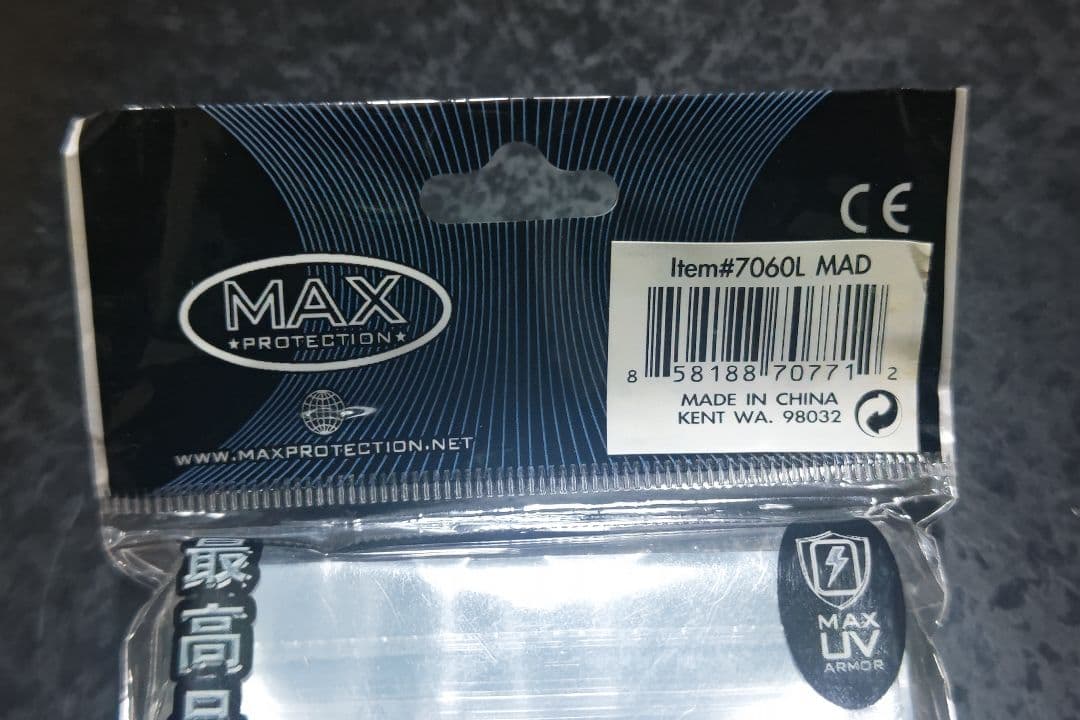 CE
Item#7060L MAD
8 58188 70771 2
MADE IN CHINA
KENT WA. 98032
MAX
★PROTECTION★
WWW.MAXPROTECTION.NET
最
高
MAX
UV
ARMOR